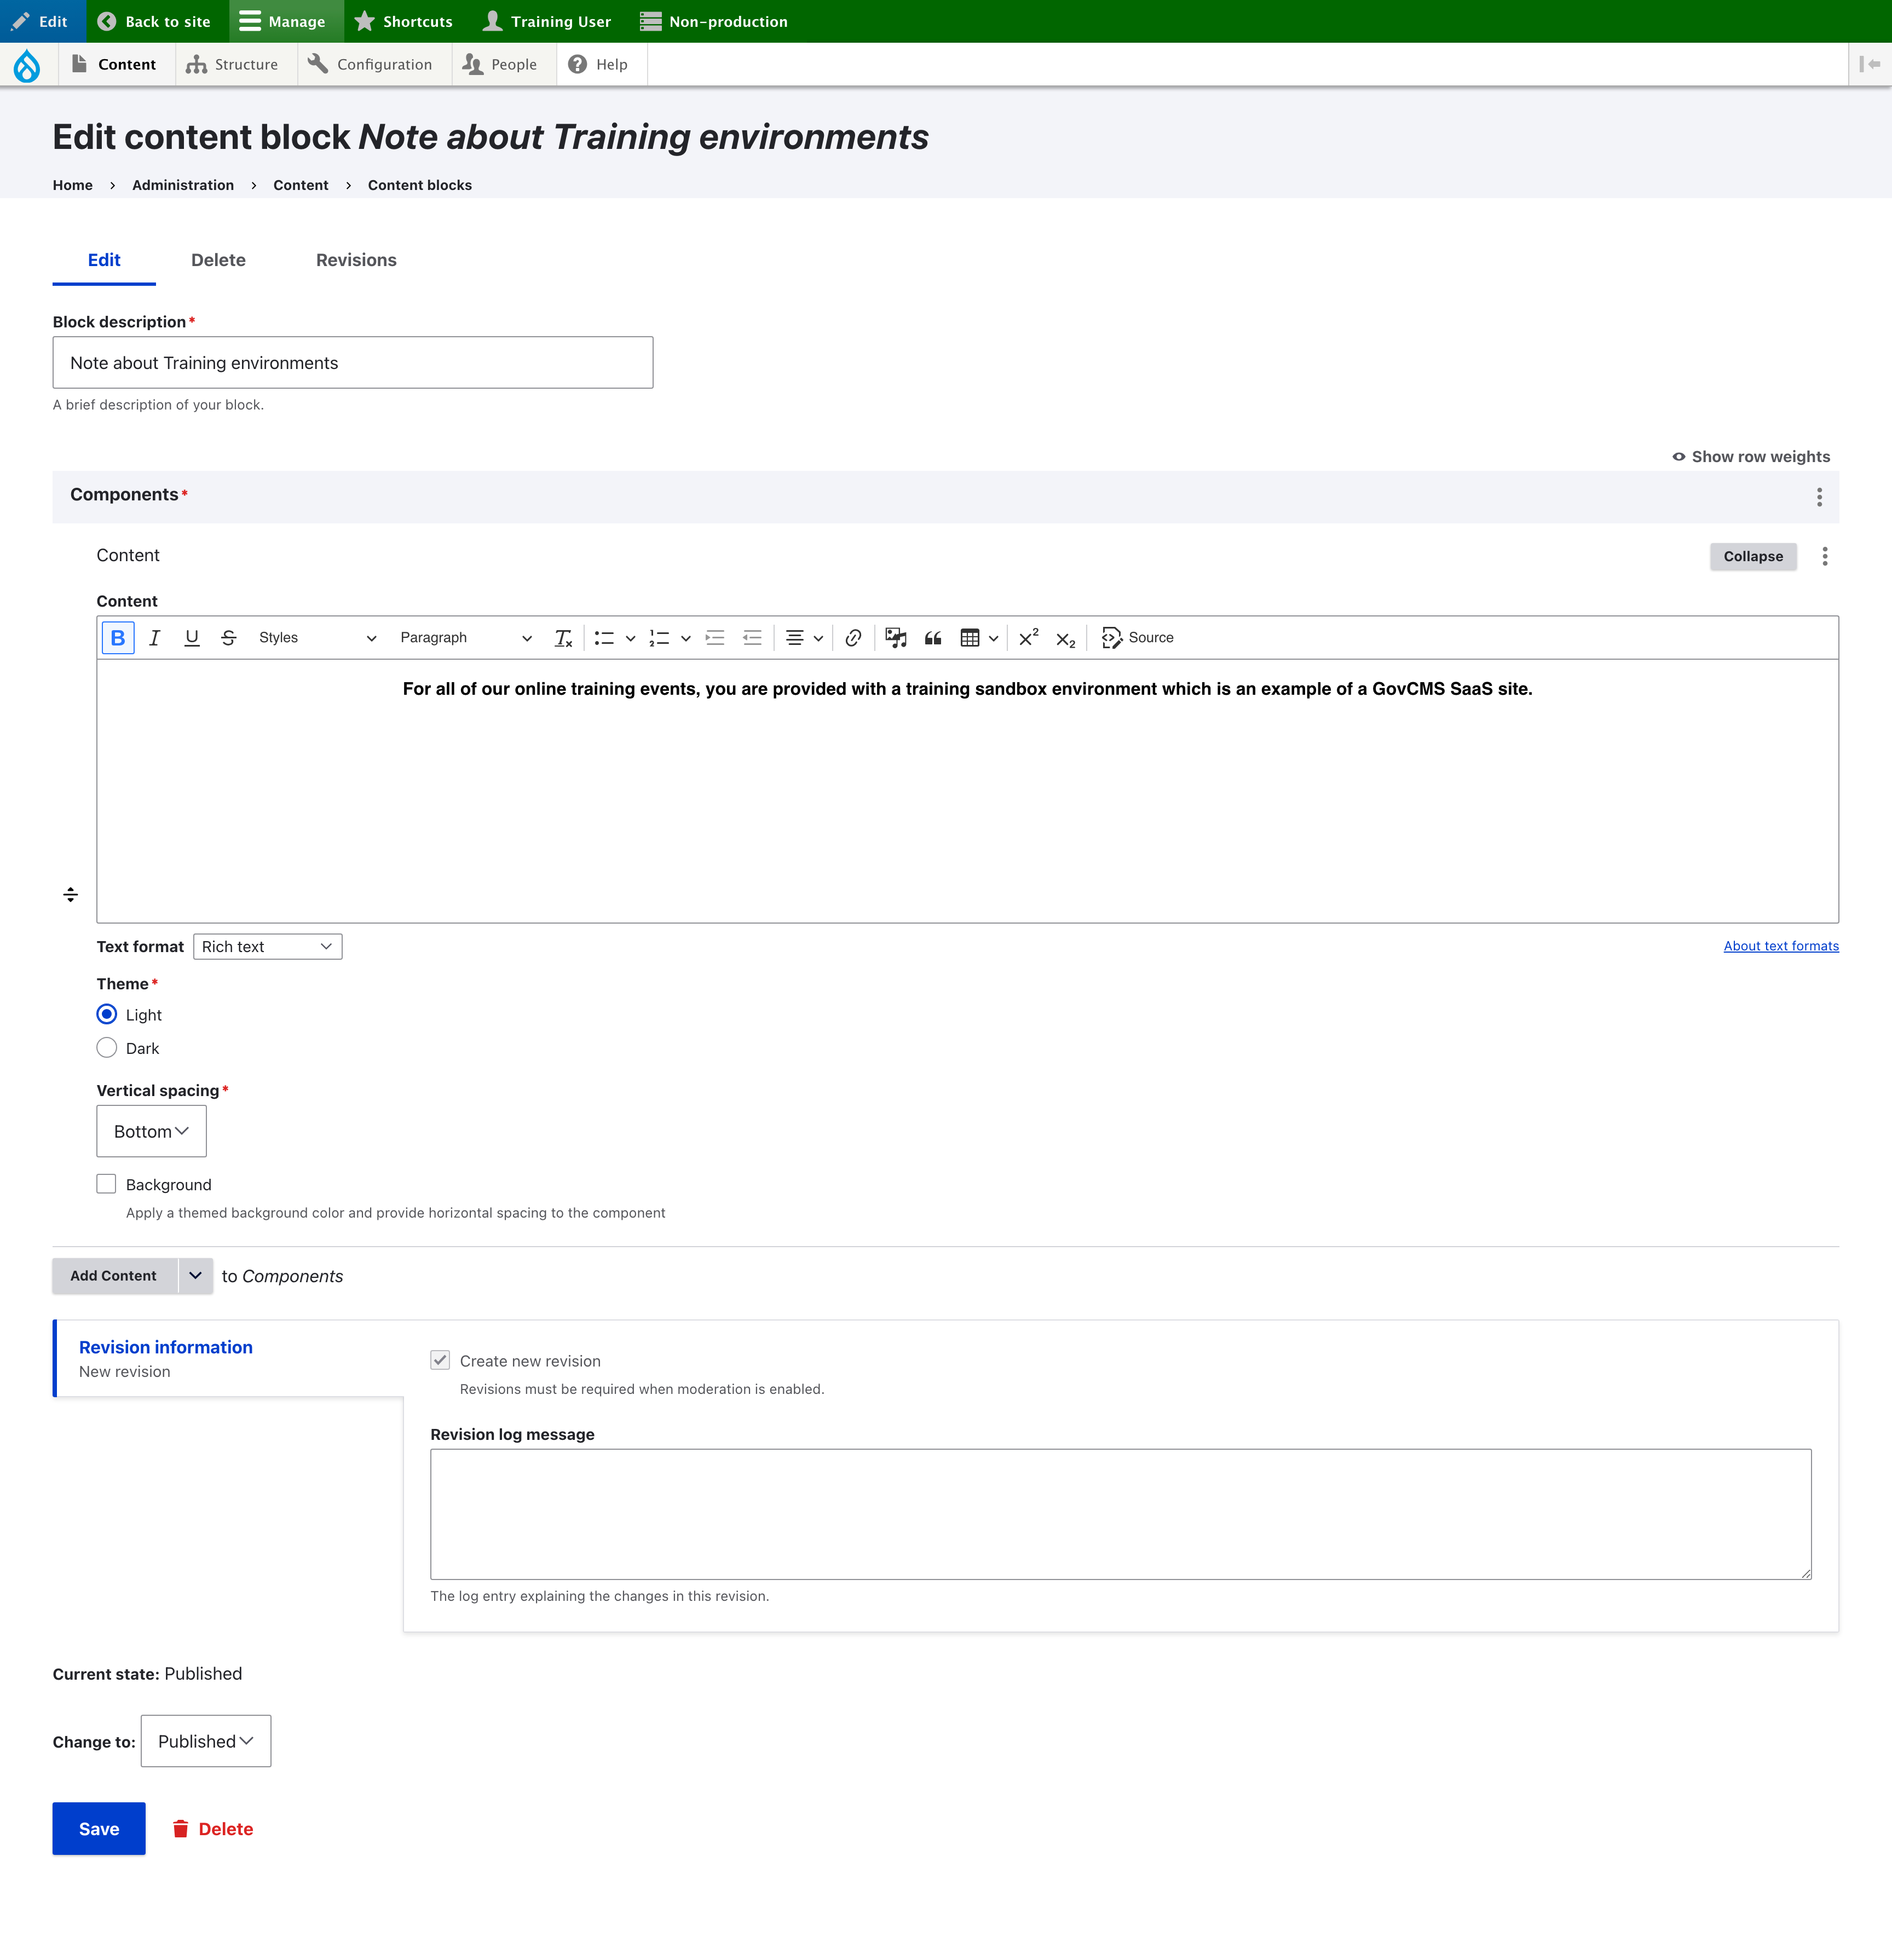 Edit Back to site Manage Shortcuts Training User Non-production
Content Structure Configuration People Help
Edit content block Note about Training environments
Home › Administration › Content › Content blocks
Edit Delete Revisions
Block description*
Note about Training environments
A brief description of your block.
Show row weights
Components*
Content
Collapse
Content
B I U S Styles Paragraph Source
For all of our online training events, you are provided with a training sandbox environment which is an example of a GovCMS SaaS site.
Text format Rich text About text formats
Theme*
Light
Dark
Vertical spacing*
Bottom
Background
Apply a themed background color and provide horizontal spacing to the component
Add Content to Components
Revision information
New revision
Create new revision
Revisions must be required when moderation is enabled.
Revision log message
The log entry explaining the changes in this revision.
Current state: Published
Change to: Published
Save Delete